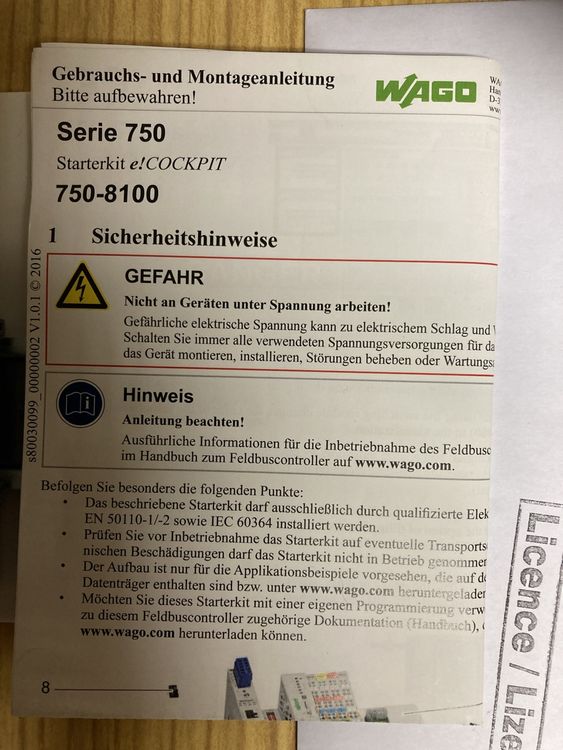 Gebrauchs- und Montageanleitung
Bitte aufbewahren!
WAGO
WA
Han
D-3
www
Serie 750
Starterkit e!COCKPIT
750-8100
1 Sicherheitshinweise
GEFAHR
Nicht an Geräten unter Spannung arbeiten!
Gefährliche elektrische Spannung kann zu elektrischem Schlag und
Schalten Sie immer alle verwendeten Spannungsversorgungen für da
das Gerät montieren, installieren, Störungen beheben oder Wartungs
Hinweis
Anleitung beachten!
Ausführliche Informationen für die Inbetriebnahme des Feldbusc
im Handbuch zum Feldbuscontroller auf www.wago.com.
Befolgen Sie besonders die folgenden Punkte:
• Das beschriebene Starterkit darf ausschließlich durch qualifizierte Elek
EN 50110-1/-2 sowie IEC 60364 installiert werden.
• Prüfen Sie vor Inbetriebnahme das Starterkit auf eventuelle Transports
nischen Beschädigungen darf das Starterkit nicht in Betrieb genommen
• Der Aufbau ist nur für die Applikationsbeispiele vorgesehen, die auf de
Datenträger enthalten sind bzw. unter www.wago.com heruntergeladen
• Möchten Sie dieses Starterkit mit einer eigenen Programmierung verw
zu diesem Feldbuscontroller zugehörige Dokumentation (Handbuch),
www.wago.com herunterladen können.
8
s80030099_00000002 V1.0.1 © 2016
Licence / Lize